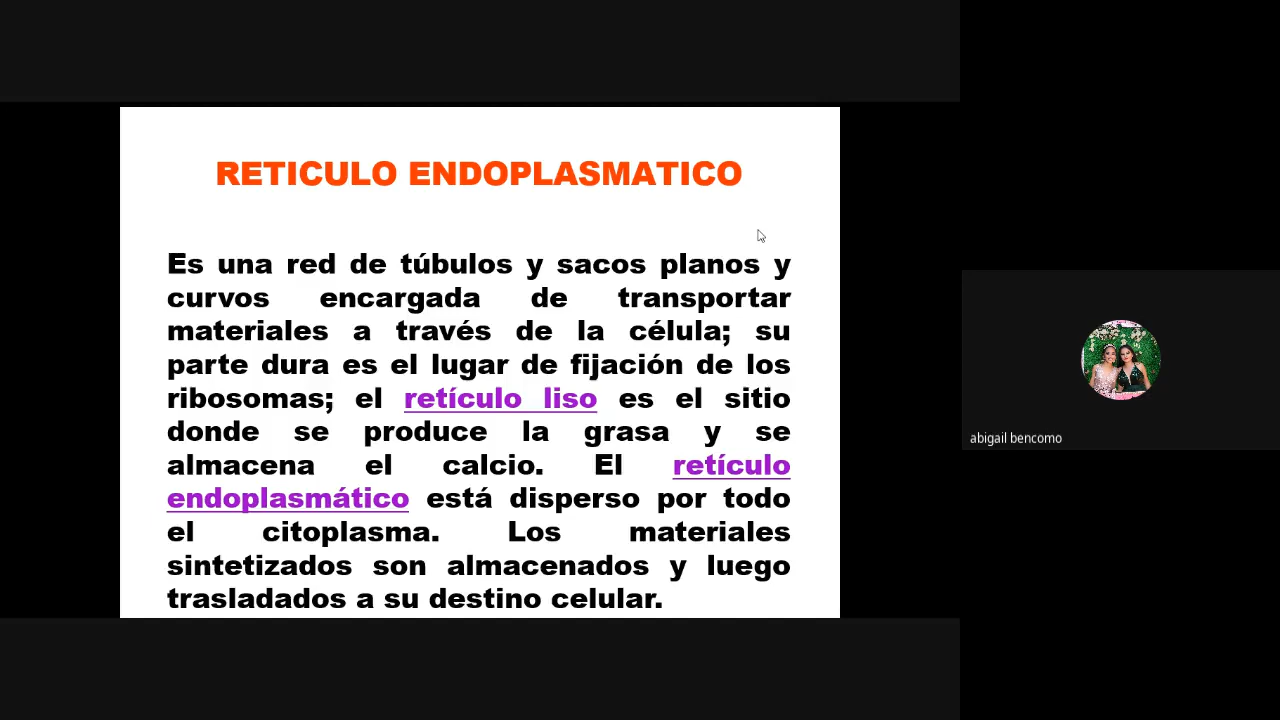 RETICULO ENDOPLASMATICO
Es una red de túbulos y sacos planos y
curvos encargada de transportar
materiales a través de la célula; su
parte dura es el lugar de fijación de los
ribosomas; el retículo liso es el sitio
donde se produce la grasa y se
almacena el calcio. El retículo
endoplasmático está disperso por todo
el citoplasma. Los materiales
sintetizados son almacenados y luego
trasladados a su destino celular.
abigail bencomo